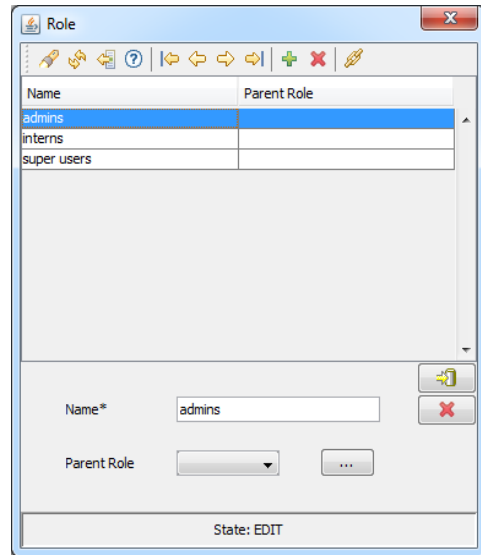 Role
Name Parent Role
admins
interns
super users
Name* admins
Parent Role ...
State: EDIT